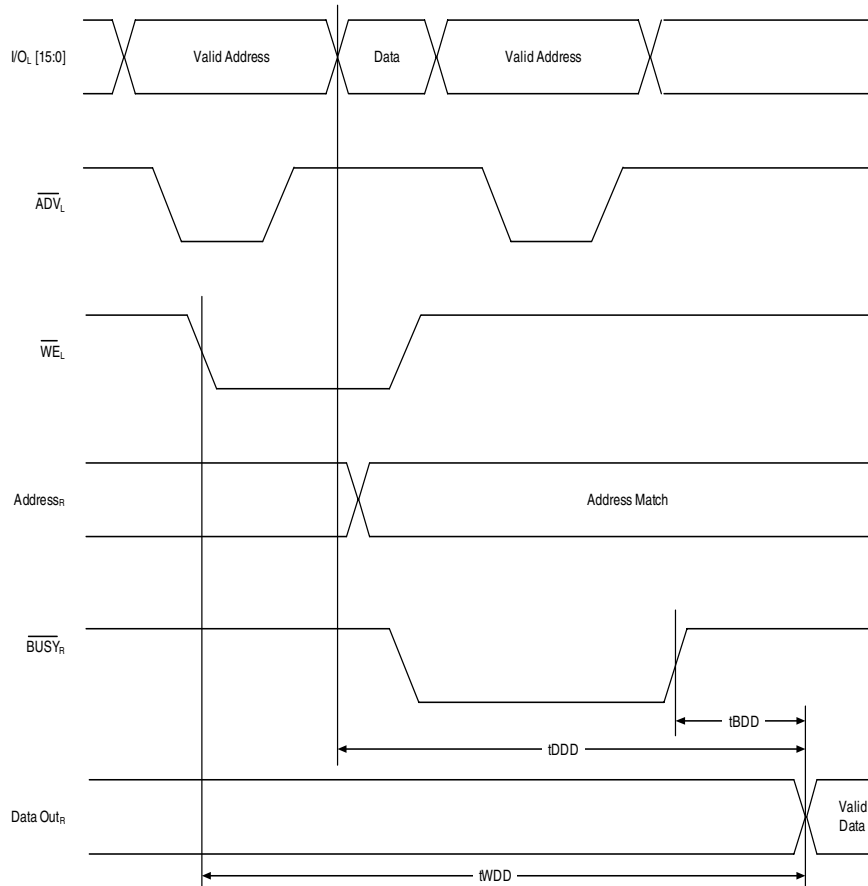 I/OL [15:0]
Valid Address
Data
Valid Address
ADVL
WEL
AddressR
Address Match
BUSYR
tBDD
tDDD
Data OutR
Valid
Data
tWDD